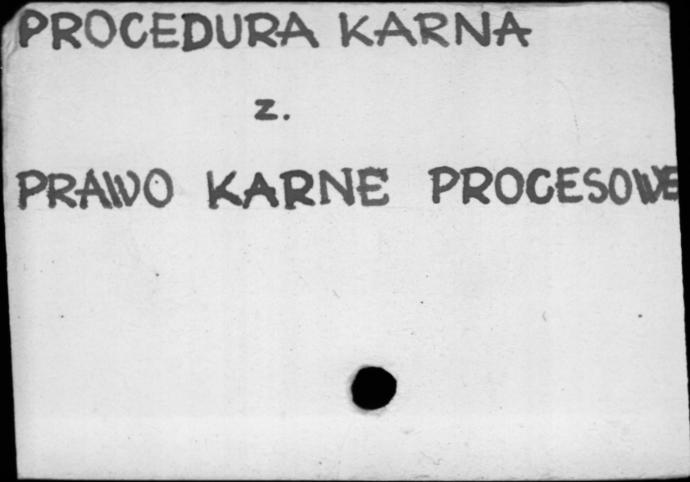 PROCEDURA KARNA
z.
PRAWO KARNE PROCESOWE